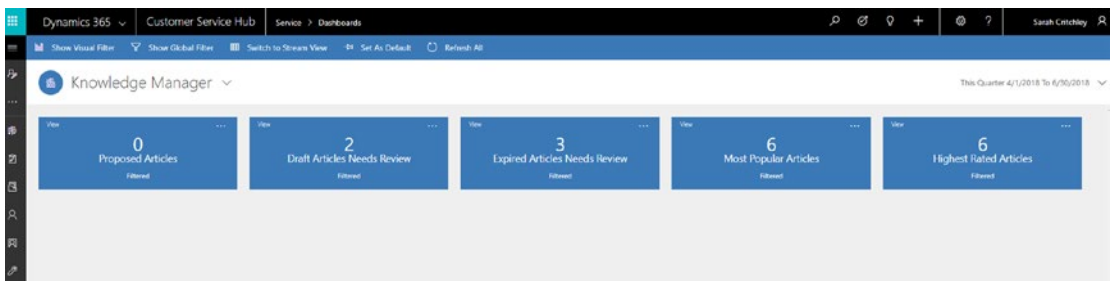 Dynamics 365 Customer Service Hub Service > Dashboards Sarah Critchley
Show Visual Filter Show Global Filter Switch to Stream View Set As Default Refresh All
Knowledge Manager This Quarter 4/1/2018 To 6/30/2018
View ... View ... View ... View ... View ...
0 2 3 6 6
Proposed Articles Draft Articles Needs Review Expired Articles Needs Review Most Popular Articles Highest Rated Articles
Filtered Filtered Filtered Filtered Filtered